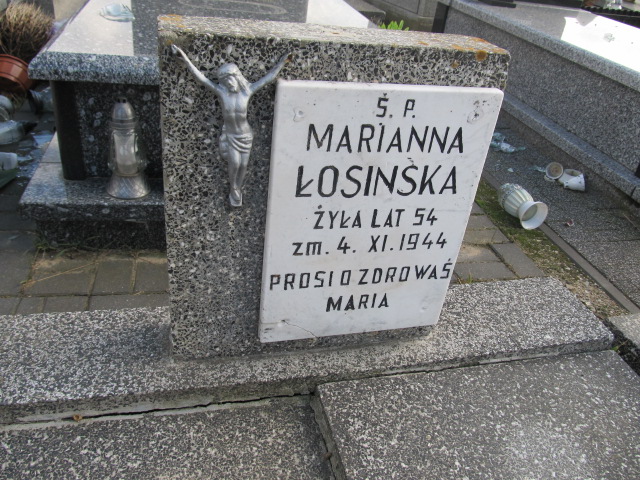 Ś. P.
MARIANNA
ŁOSIŃSKA
ŻYŁA LAT 54
zm. 4. XI. 1944
PROSI O ZDROWAŚ
MARIA